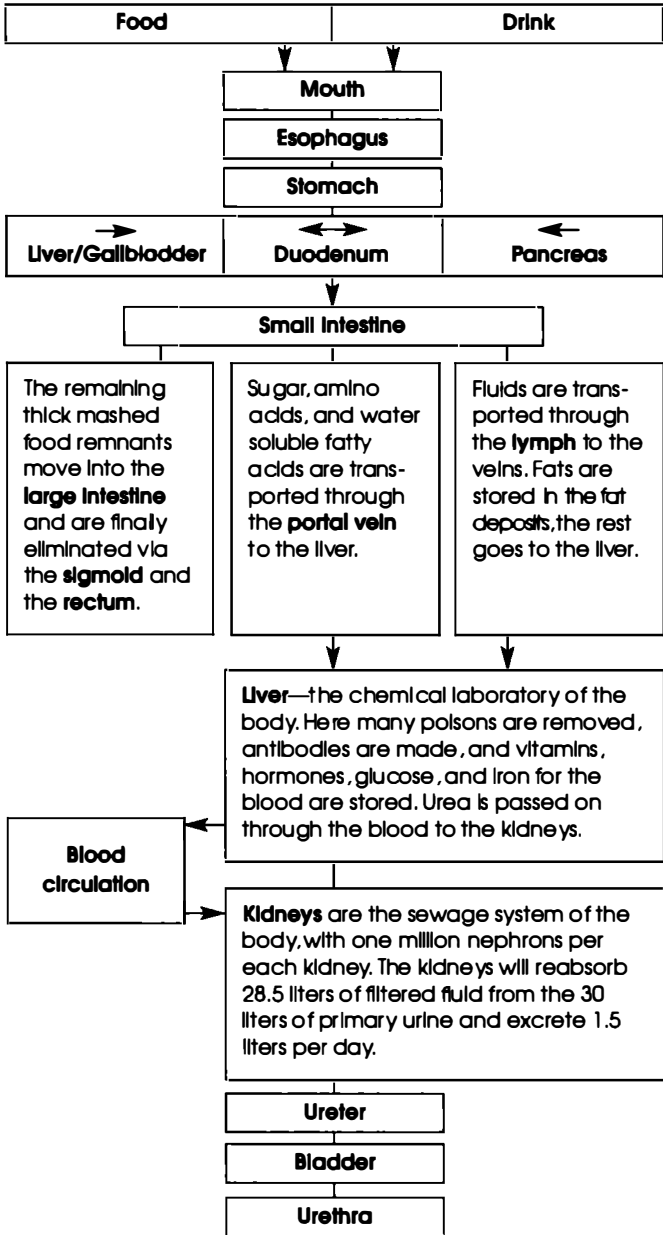 Food
Drink
Mouth
Esophagus
Stomach
Liver/Gallbladder
Duodenum
Pancreas
Small Intestine
The remaining
thick mashed
food remnants
move into the
large intestine
and are finally
eliminated via
the sigmoid and
the rectum.
Sugar, amino
acids, and water
soluble fatty
acids are trans-
ported through
the portal vein
to the liver.
Fluids are trans-
ported through
the lymph to the
veins. Fats are
stored in the fat
deposits, the rest
goes to the liver.
Liver—the chemical laboratory of the
body. Here many poisons are removed,
antibodies are made, and vitamins,
hormones, glucose, and iron for the
blood are stored. Urea is passed on
through the blood to the kidneys.
Blood
circulation
Kidneys are the sewage system of the
body, with one million nephrons per
each kidney. The kidneys will reabsorb
28.5 liters of filtered fluid from the 30
liters of primary urine and excrete 1.5
liters per day.
Ureter
Bladder
Urethra